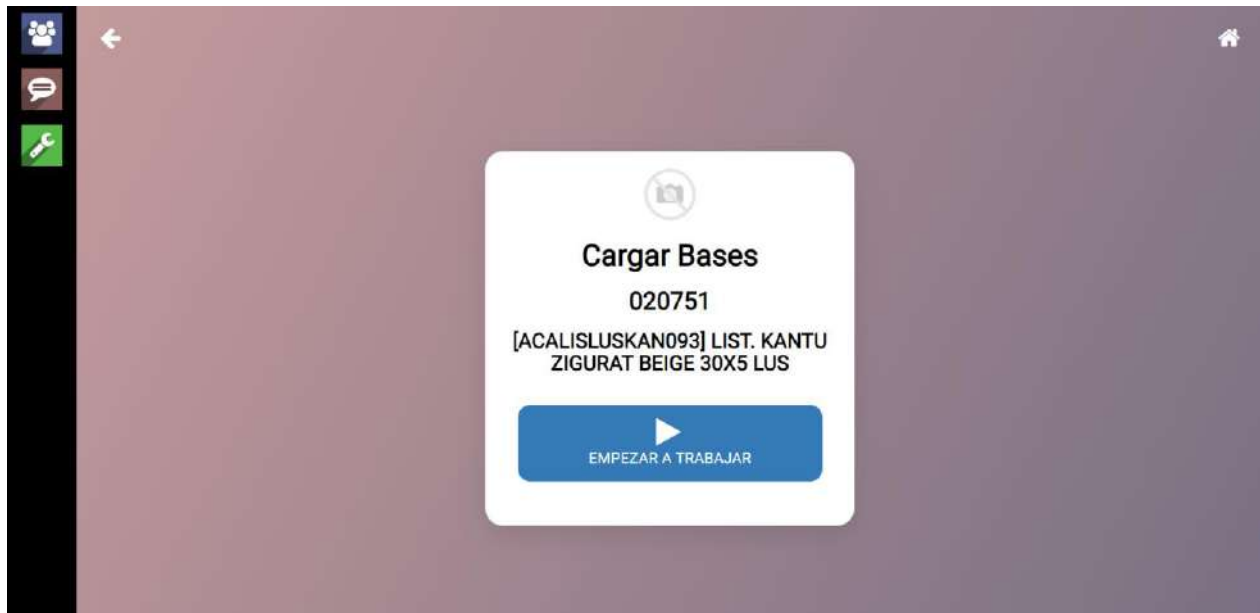 Cargar Bases
020751
[ACALISLUSKAN093] LIST. KANTU
ZIGURAT BEIGE 30X5 LUS
EMPEZAR A TRABAJAR